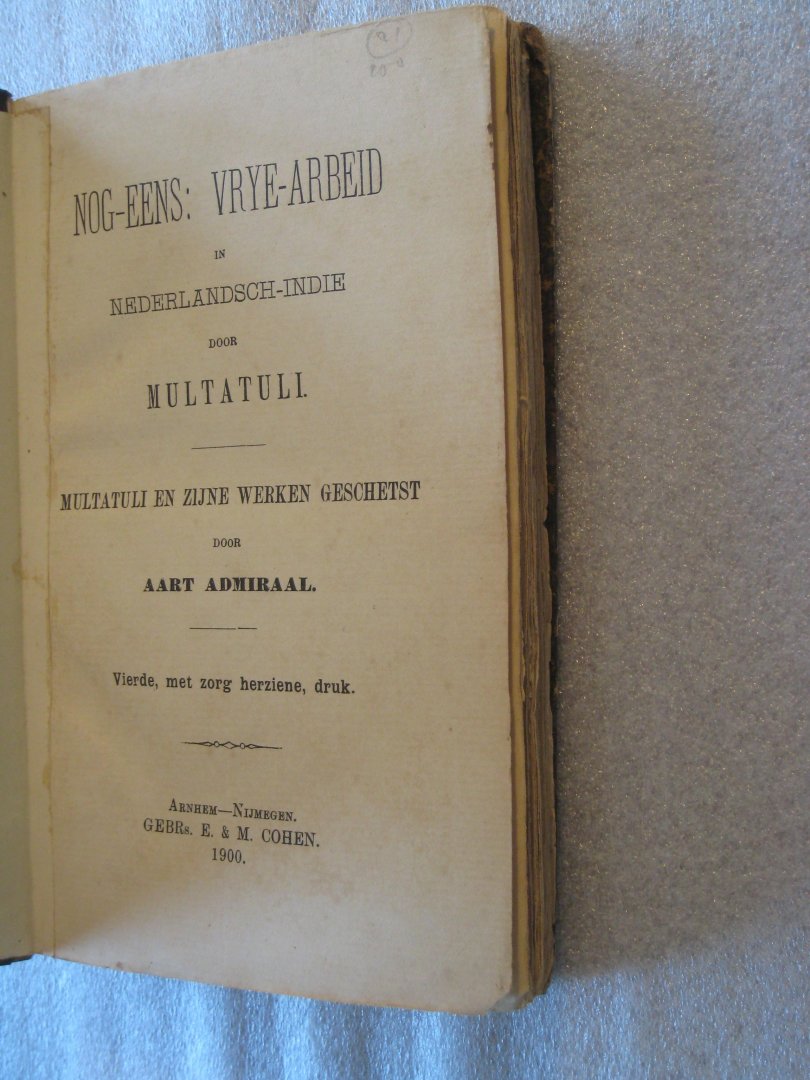 NOG-EENS: VRYE-ARBEID
IN
NEDERLANDSCH-INDIE
DOOR
MULTATULI.
MULTATULI EN ZIJNE WERKEN GESCHETST
DOOR
AART ADMIRAAL.
Vierde, met zorg herziene, druk.
ARNHEM—NIJMEGEN.
GEBRs. E. & M. COHEN.
1900.